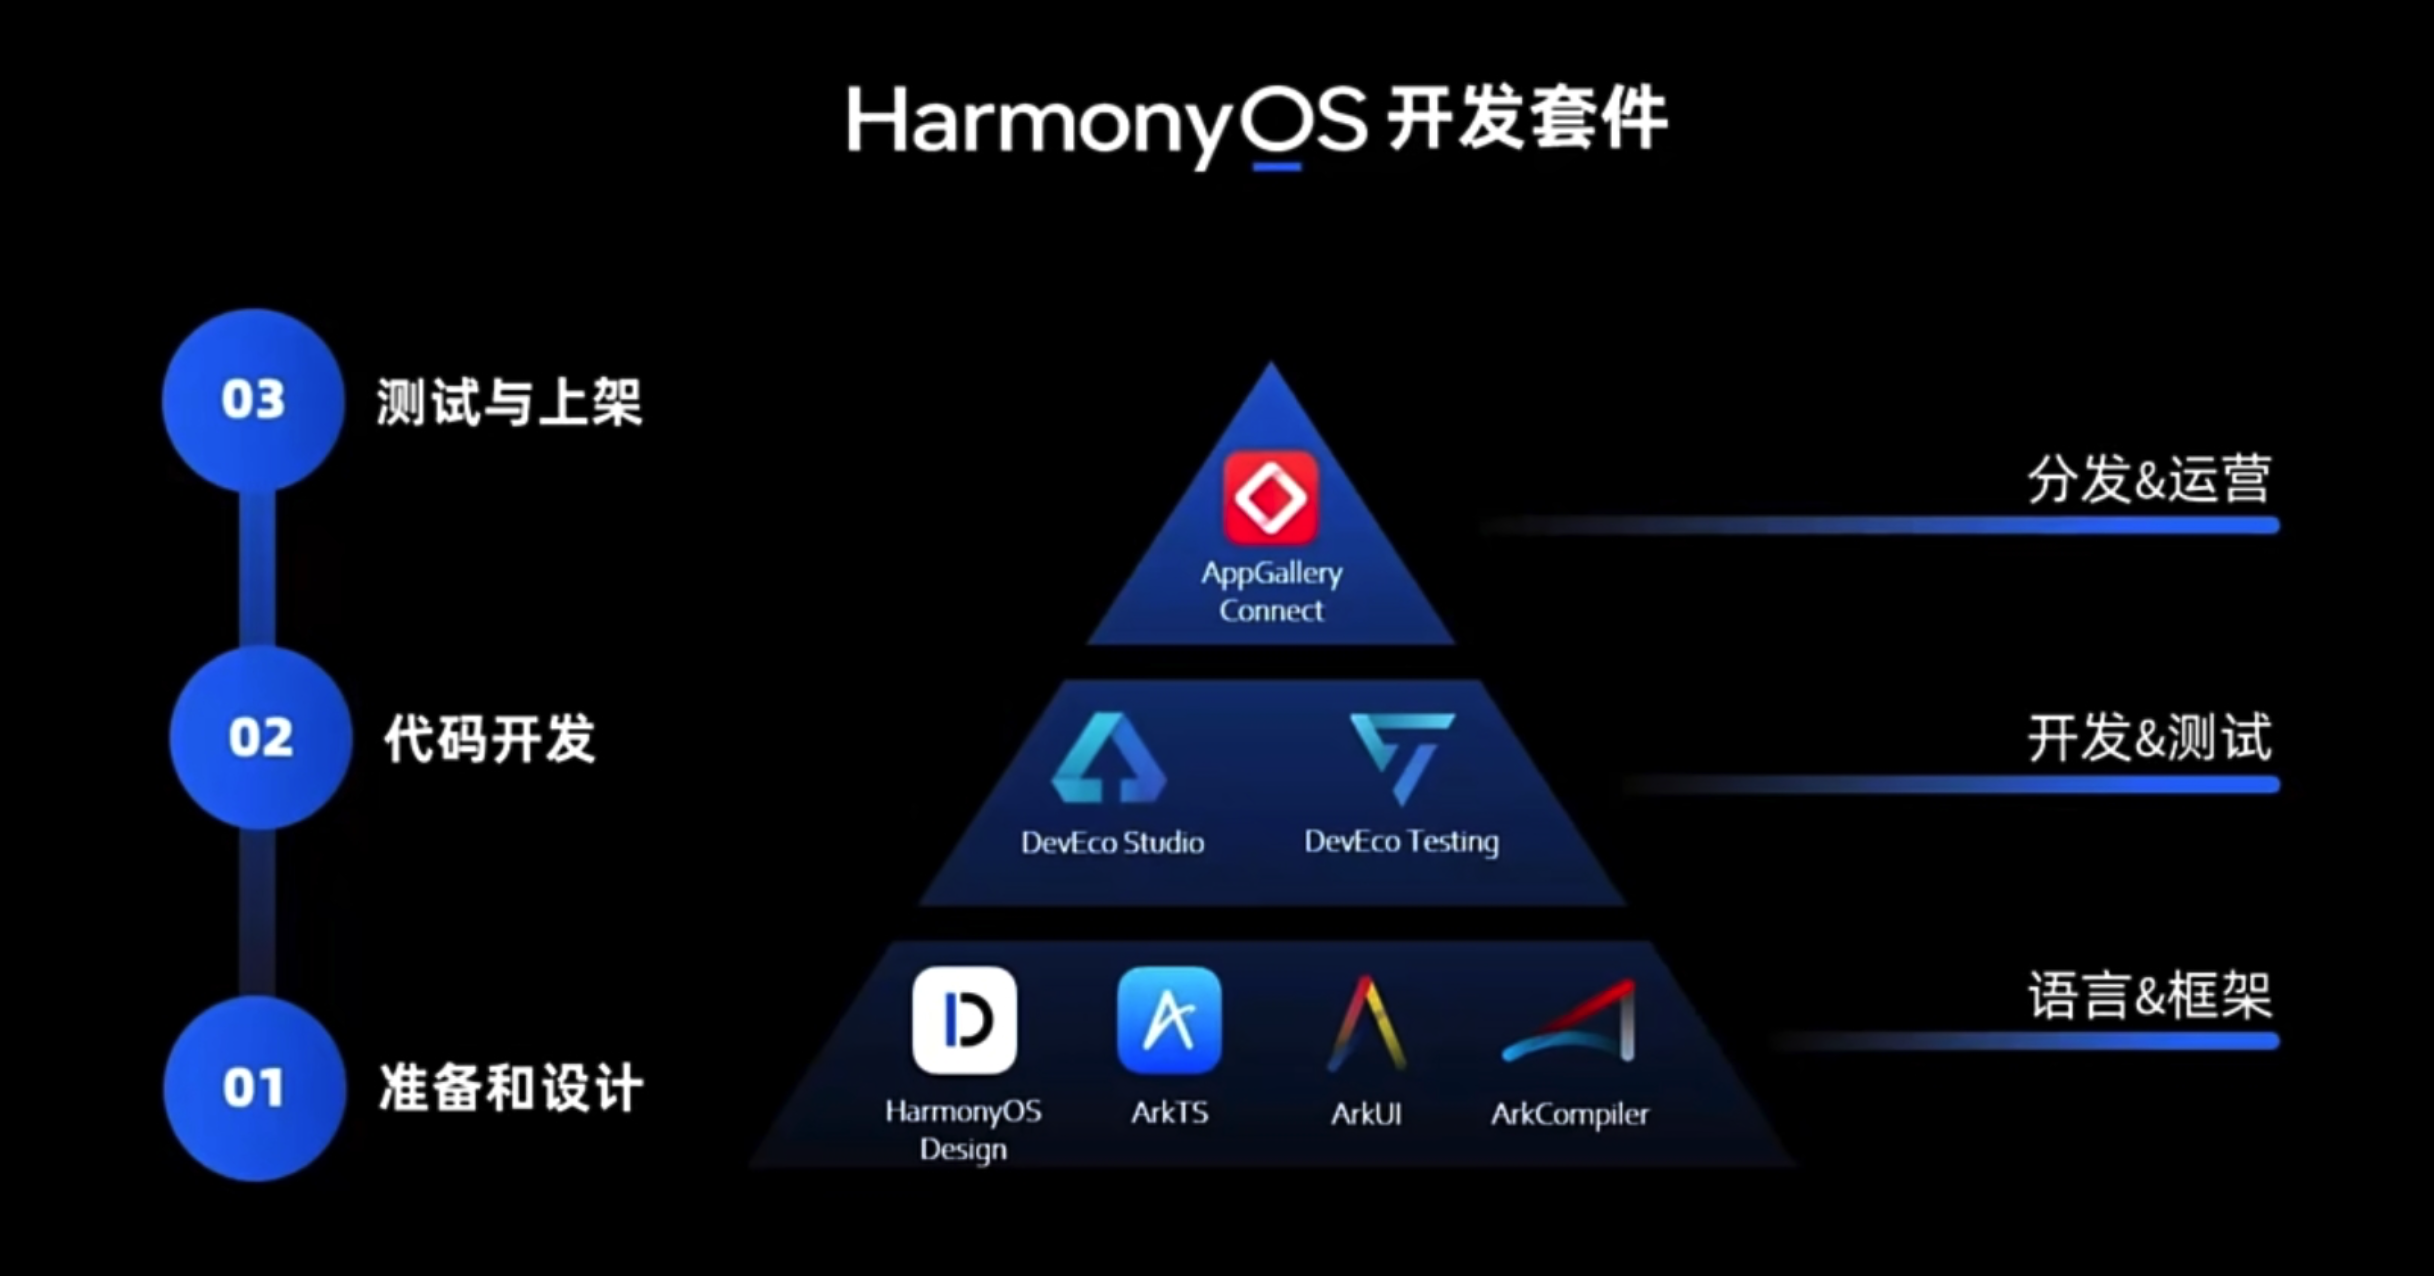 HarmonyOS 开发套件
03
测试与上架
02
代码开发
01
准备和设计
AppGallery
Connect
DevEco Studio
DevEco Testing
HarmonyOS
Design
ArkTS
ArkUI
ArkCompiler
分发&运营
开发&测试
语言&框架